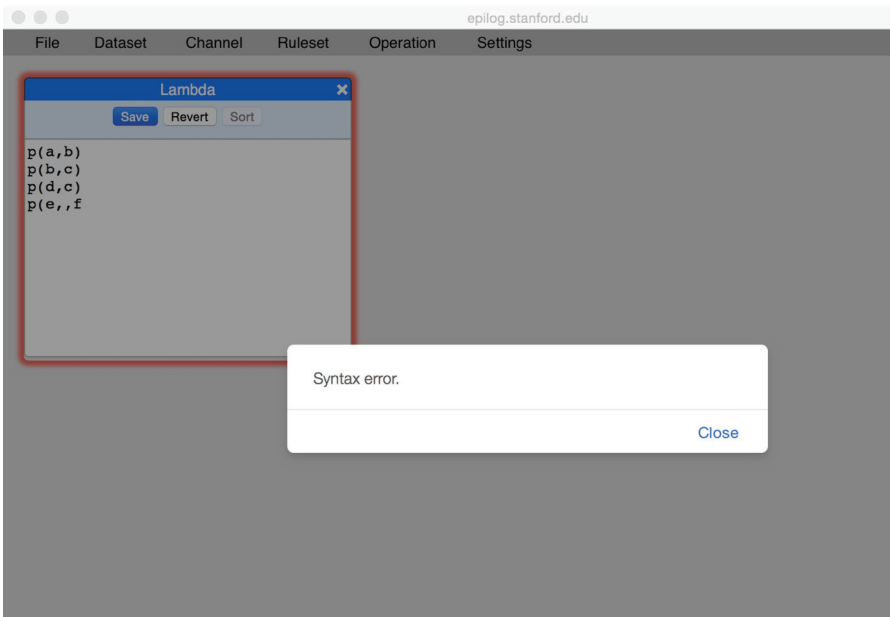 epilog.stanford.edu
File Dataset Channel Ruleset Operation Settings
Lambda ×
Save Revert Sort
p(a,b)
p(b,c)
p(d,c)
p(e,,f
Syntax error.
Close